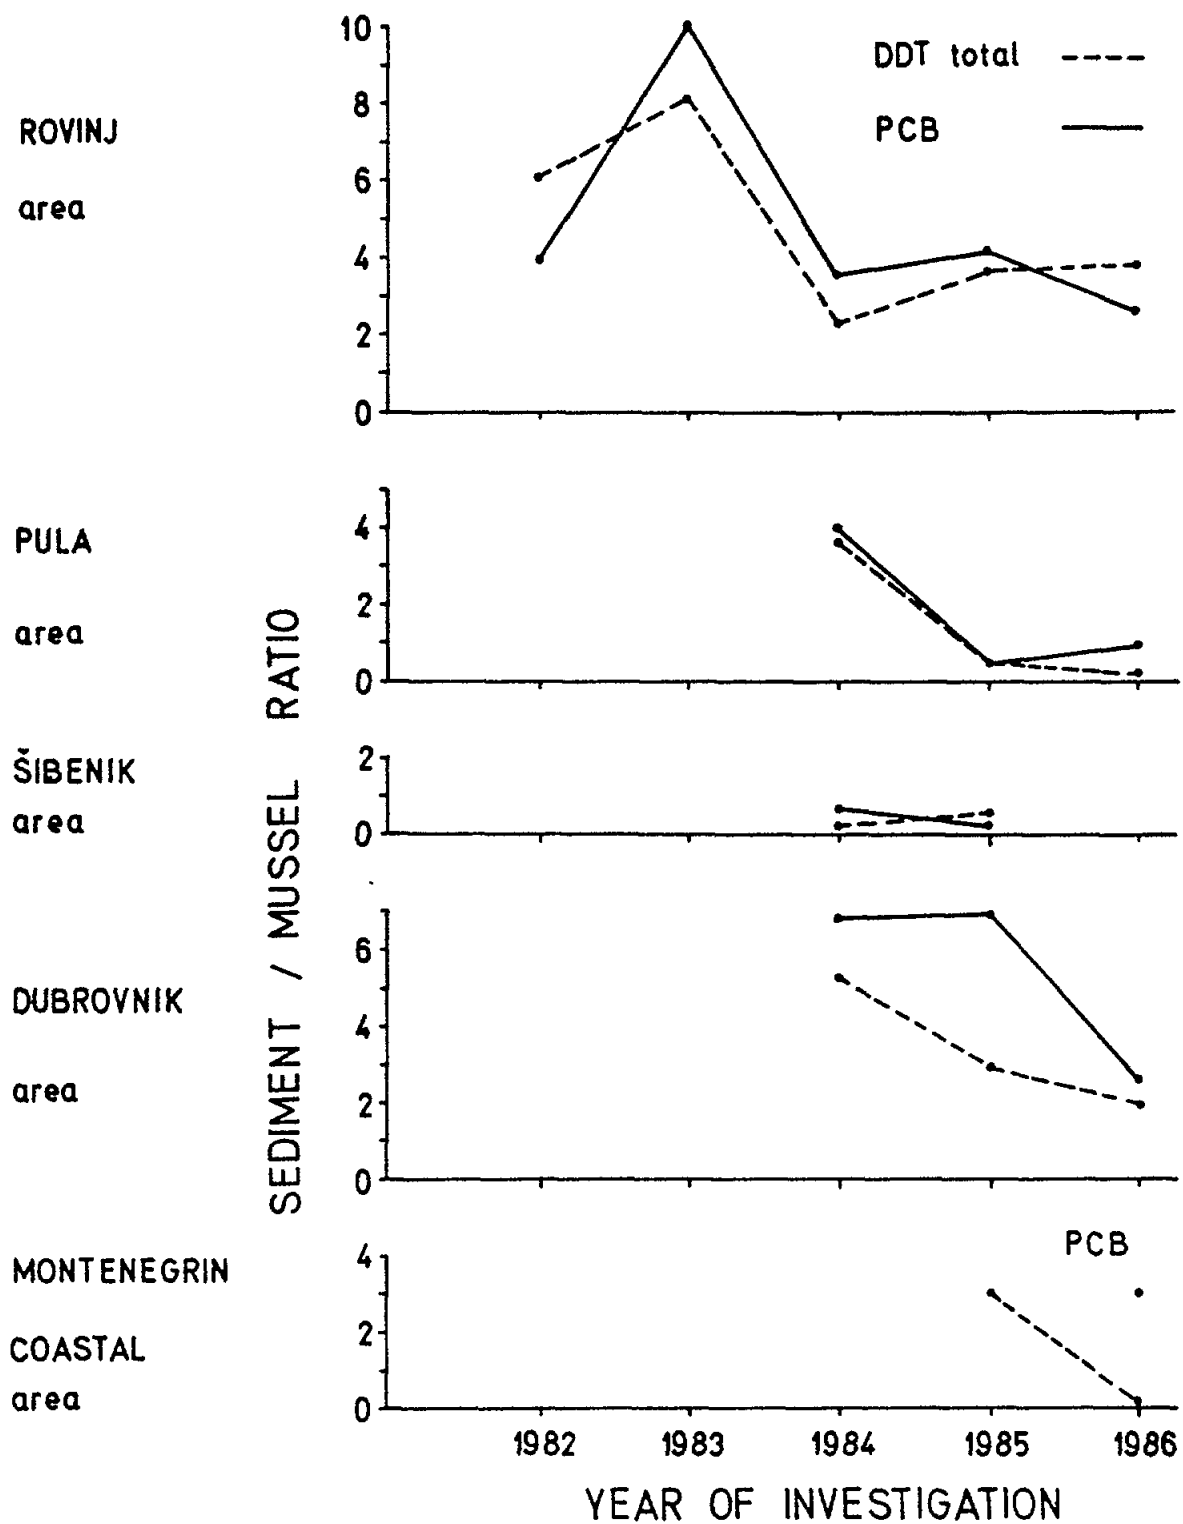 10
8
6
4
2
0
ROVINJ
area
DDT total
PCB
4
2
0
PULA
area
2
0
ŠIBENIK
area
6
4
2
0
DUBROVNIK
area
SEDIMENT / MUSSEL RATIO
PCB
4
2
0
MONTENEGRIN
COASTAL
area
1982 1983 1984 1985 1986
YEAR OF INVESTIGATION